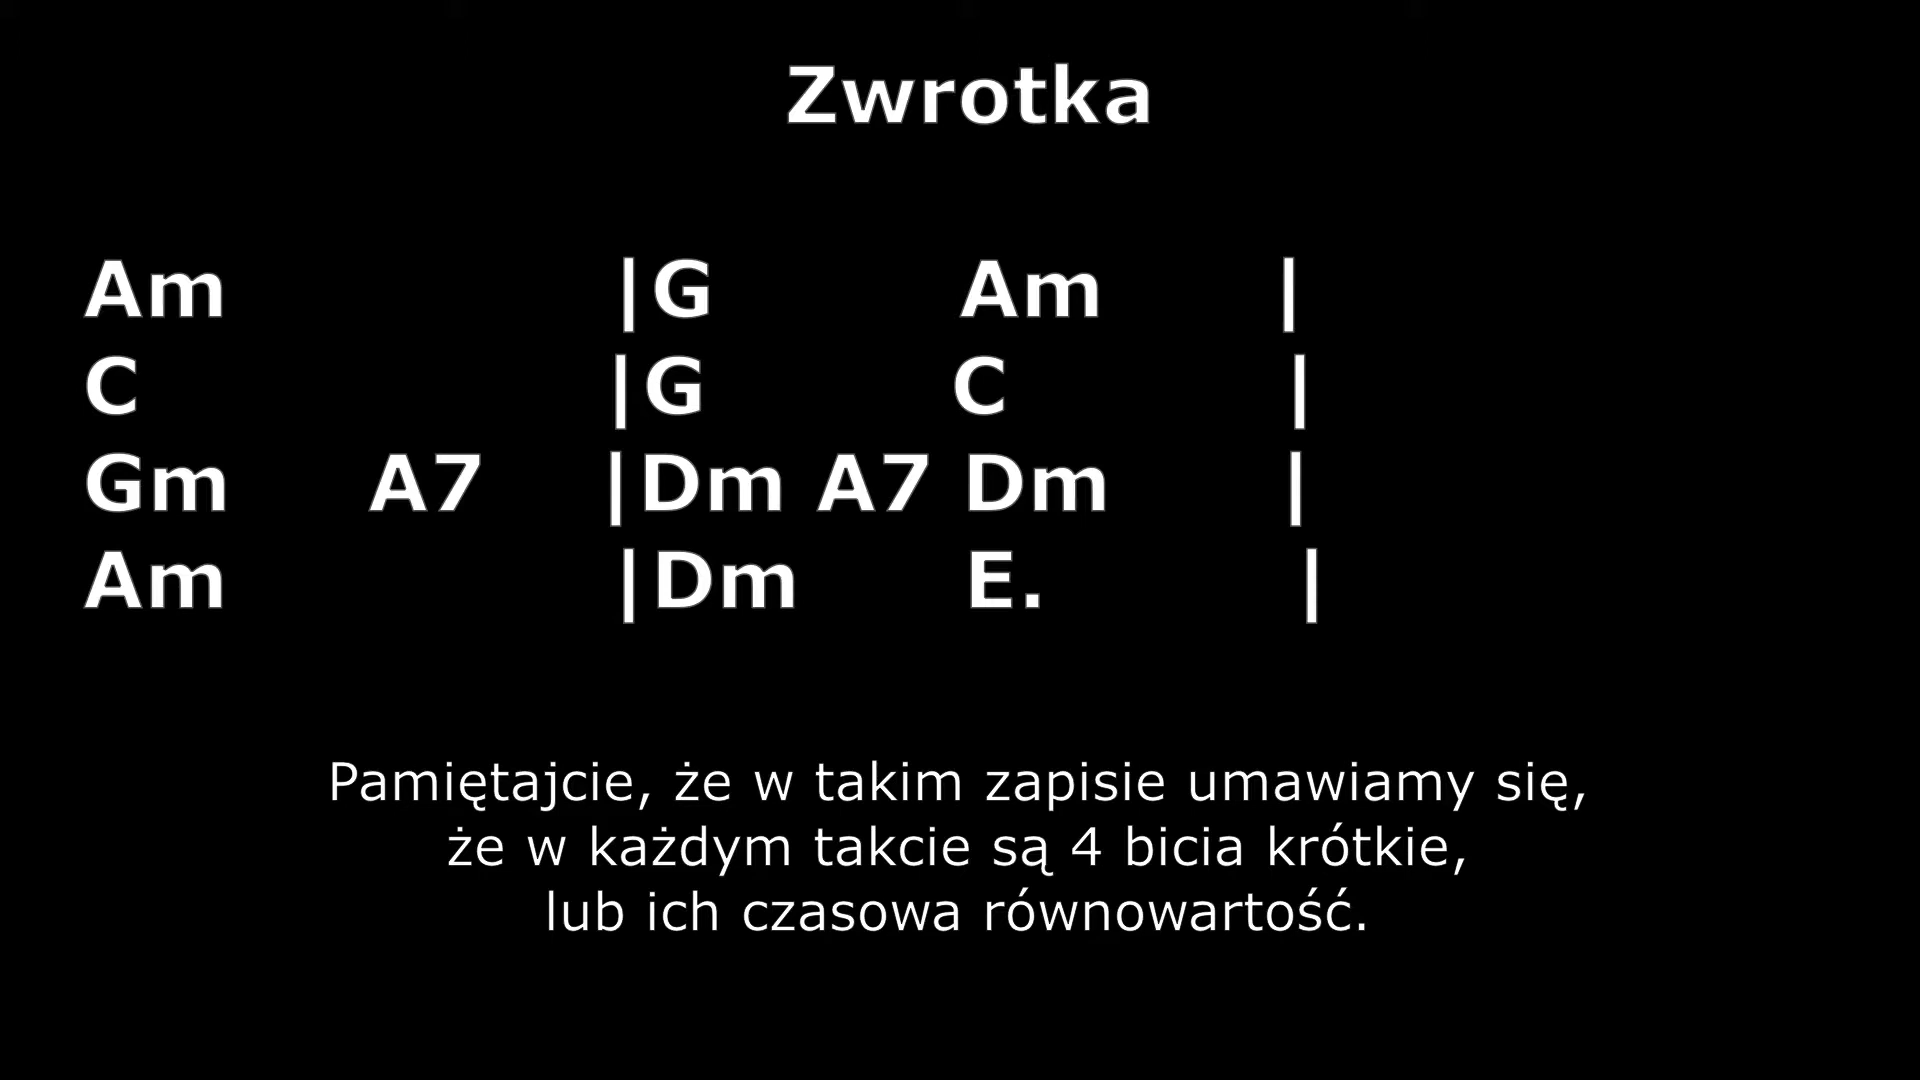 Zwrotka
Am |G Am |
C |G C |
Gm A7 |Dm A7 Dm |
Am |Dm E. |
Pamiętajcie, że w takim zapisie umawiamy się,
że w każdym takcie są 4 bicia krótkie,
lub ich czasowa równowartość.